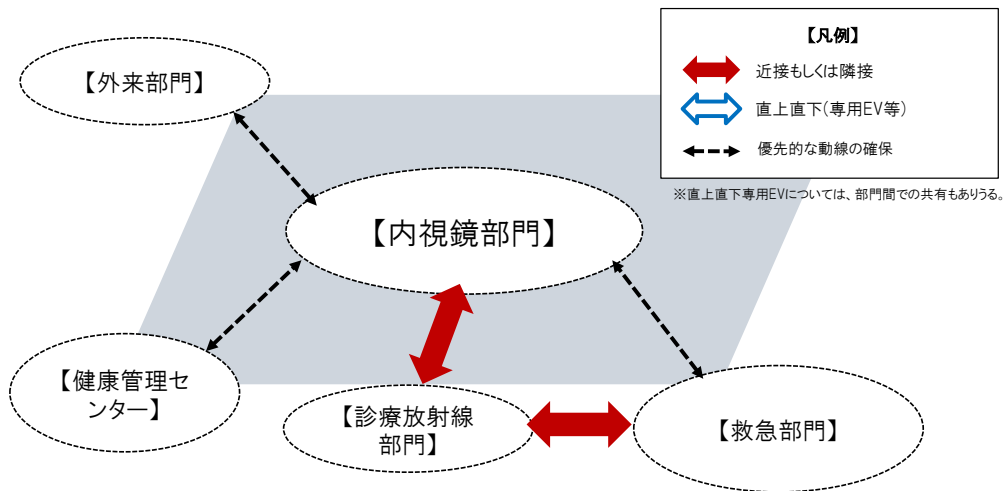 【凡例】
近接もしくは隣接
直上直下(専用EV等)
優先的な動線の確保
※直上直下専用EVについては、部門間での共有もありうる。
【外来部門】
【内視鏡部門】
【健康管理セ
ンター】
【診療放射線
部門】
【救急部門】